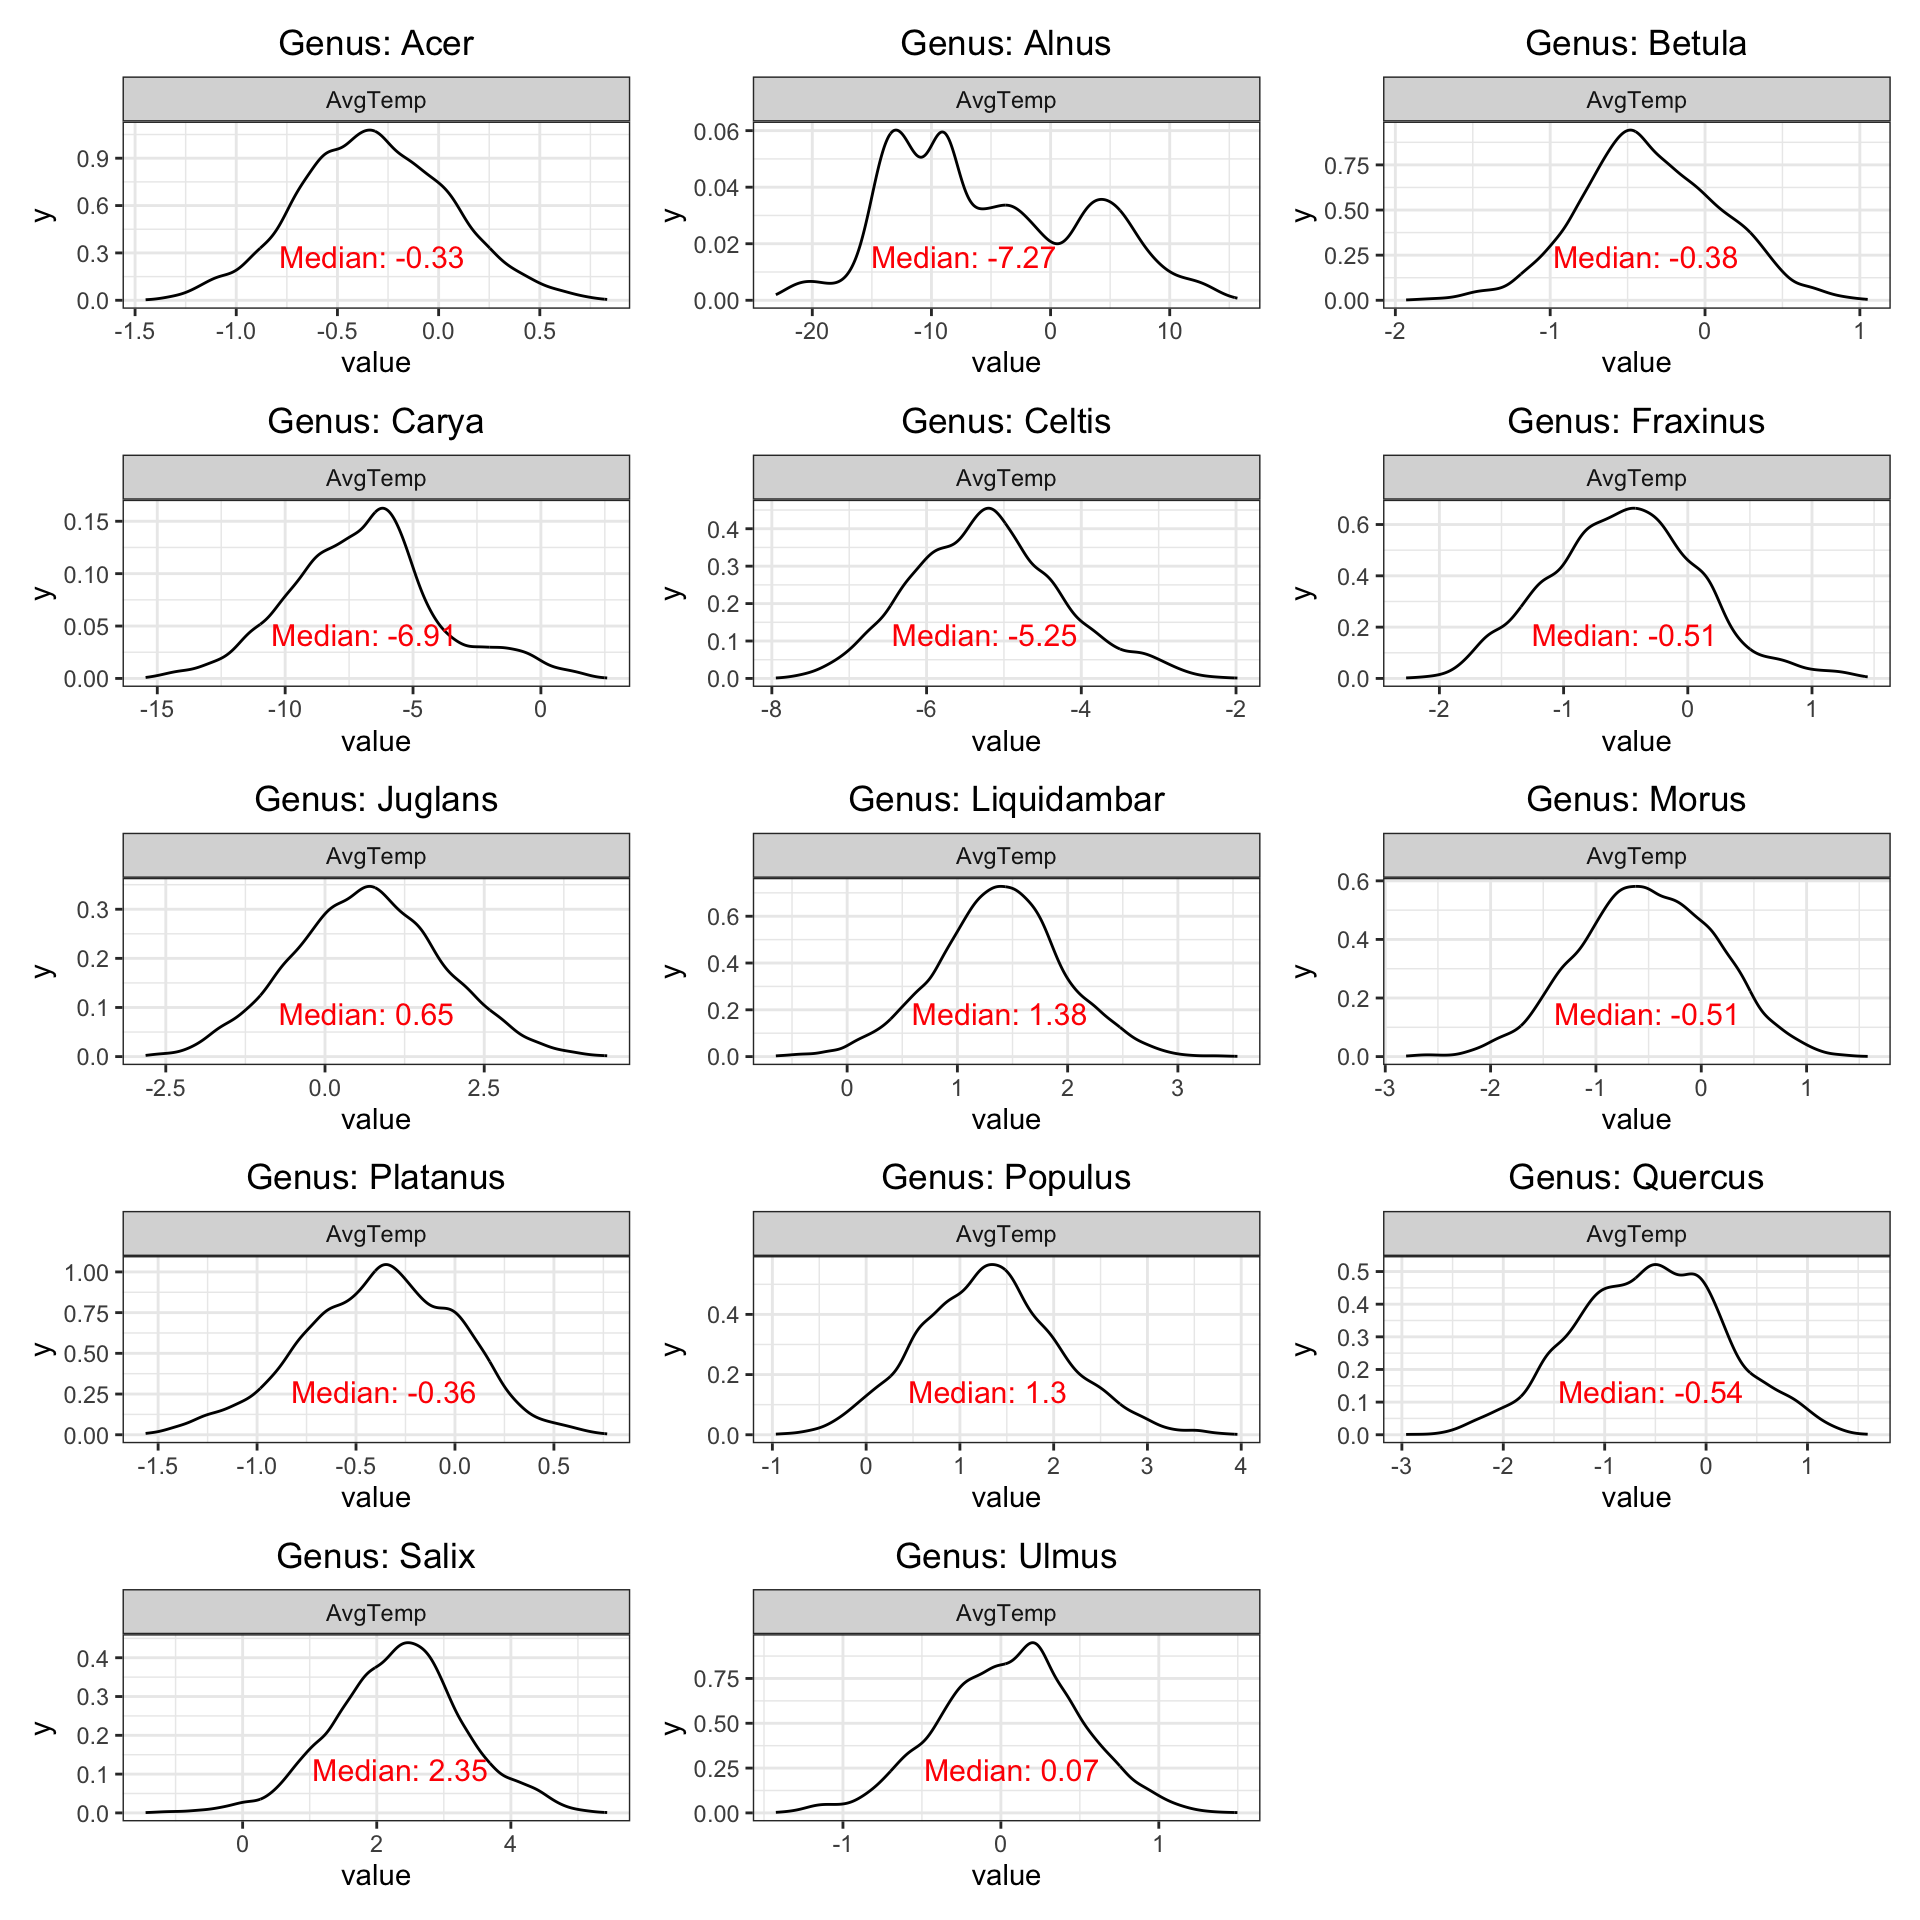 Genus: Acer
AvgTemp
0.9
0.6
0.3
0.0
y
Median: -0.33
-1.5 -1.0 -0.5 0.0 0.5
value
Genus: Alnus
AvgTemp
0.06
0.04
0.02
0.00
y
Median: -7.27
-20 -10 0 10
value
Genus: Betula
AvgTemp
0.75
0.50
0.25
0.00
y
Median: -0.38
-2 -1 0 1
value
Genus: Carya
AvgTemp
0.15
0.10
0.05
0.00
y
Median: -6.91
-15 -10 -5 0
value
Genus: Celtis
AvgTemp
0.4
0.3
0.2
0.1
0.0
y
Median: -5.25
-8 -6 -4 -2
value
Genus: Fraxinus
AvgTemp
0.6
0.4
0.2
0.0
y
Median: -0.51
-2 -1 0 1
value
Genus: Juglans
AvgTemp
0.3
0.2
0.1
0.0
y
Median: 0.65
-2.5 0.0 2.5
value
Genus: Liquidambar
AvgTemp
0.6
0.4
0.2
0.0
y
Median: 1.38
0 1 2 3
value
Genus: Morus
AvgTemp
0.6
0.4
0.2
0.0
y
Median: -0.51
-3 -2 -1 0 1
value
Genus: Platanus
AvgTemp
1.00
0.75
0.50
0.25
0.00
y
Median: -0.36
-1.5 -1.0 -0.5 0.0 0.5
value
Genus: Populus
AvgTemp
0.4
0.2
0.0
y
Median: 1.3
-1 0 1 2 3 4
value
Genus: Quercus
AvgTemp
0.5
0.4
0.3
0.2
0.1
0.0
y
Median: -0.54
-3 -2 -1 0 1
value
Genus: Salix
AvgTemp
0.4
0.3
0.2
0.1
0.0
y
Median: 2.35
0 2 4
value
Genus: Ulmus
AvgTemp
0.75
0.50
0.25
0.00
y
Median: 0.07
-1 0 1
value